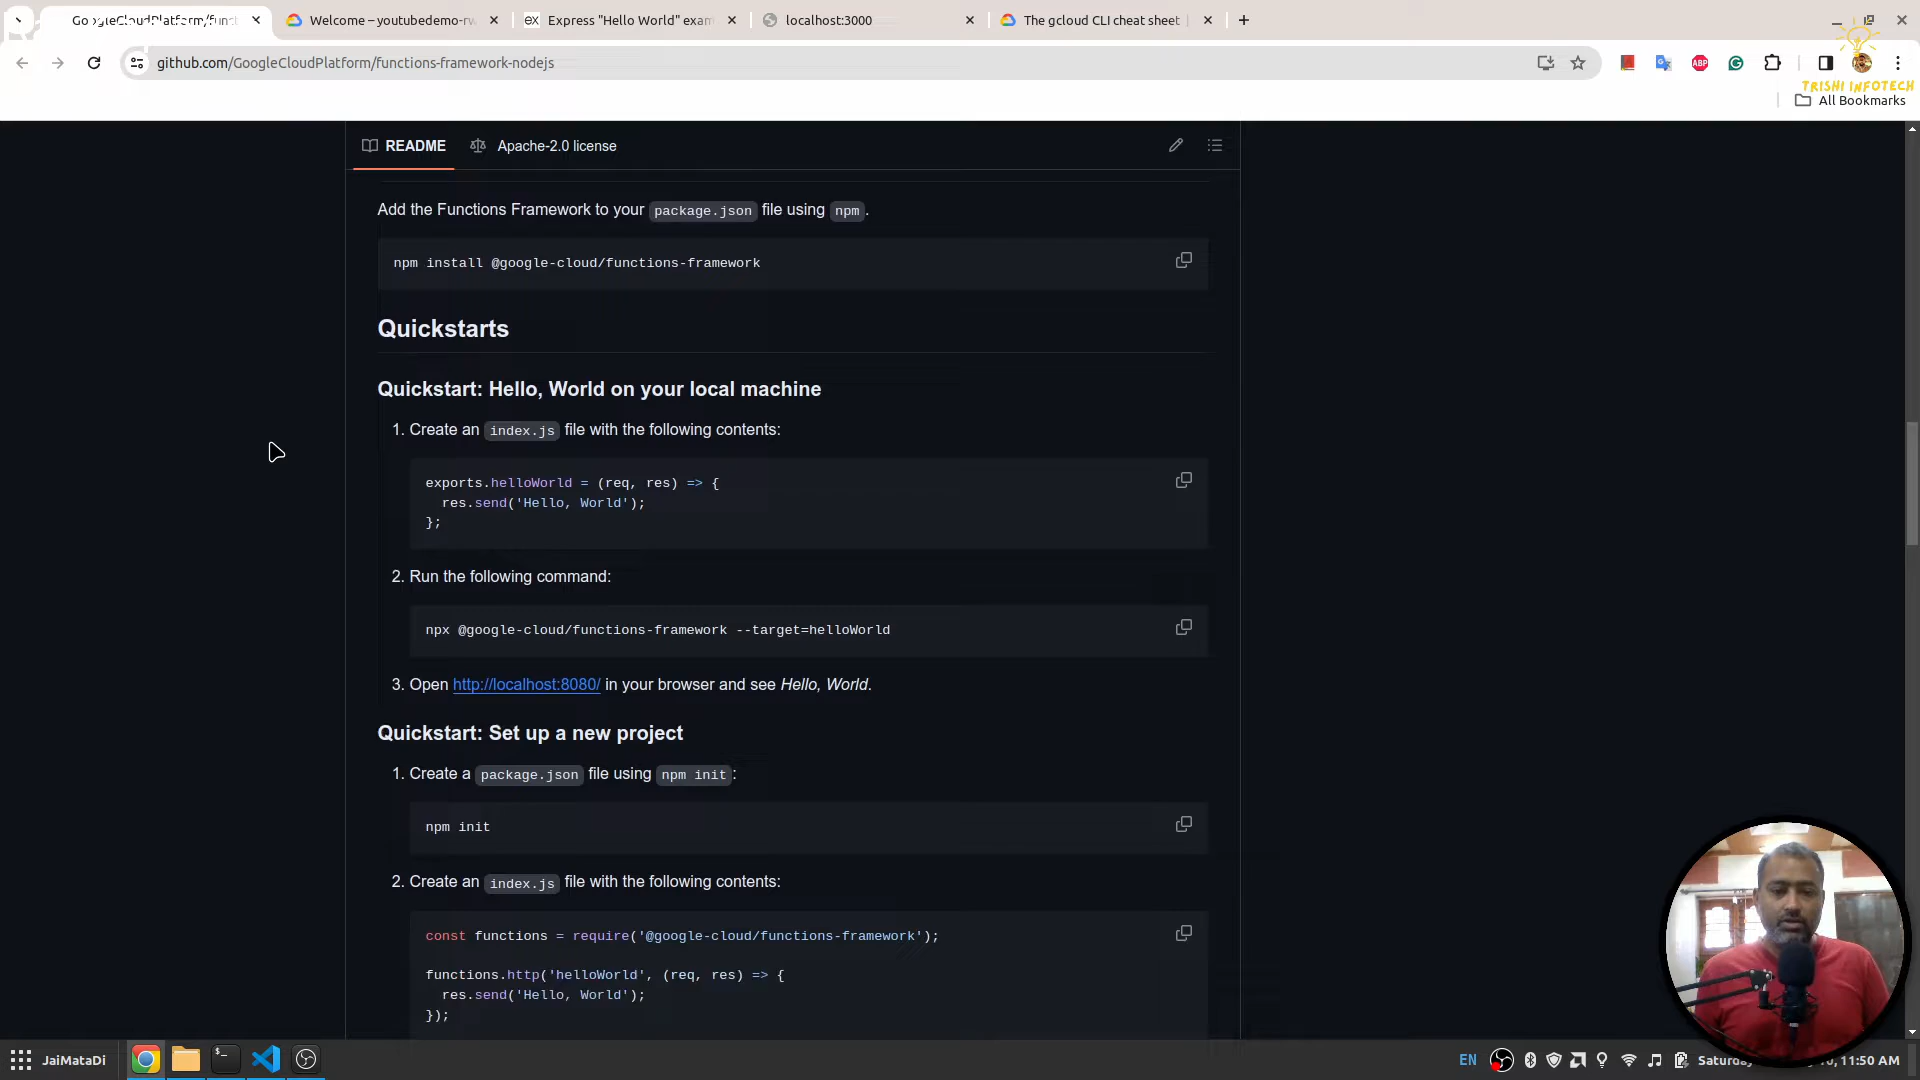 GoogleCloudPlatform/funct
Welcome – youtubedemo-rw
EX Express "Hello World" exam
localhost:3000
The gcloud CLI cheat sheet
github.com/GoogleCloudPlatform/functions-framework-nodejs
ABP
TRISHI INFOTECH
All Bookmarks
README
Apache-2.0 license
Add the Functions Framework to your package.json file using npm.
npm install @google-cloud/functions-framework
Quickstarts
Quickstart: Hello, World on your local machine
1. Create an index.js file with the following contents:
exports.helloWorld = (req, res) => {
res.send('Hello, World');
};
2. Run the following command:
npx @google-cloud/functions-framework --target=helloWorld
3. Open http://localhost:8080/ in your browser and see Hello, World.
Quickstart: Set up a new project
1. Create a package.json file using npm init:
npm init
2. Create an index.js file with the following contents:
const functions = require('@google-cloud/functions-framework');
functions.http('helloWorld', (req, res) => {
res.send('Hello, World');
});
JaiMataDi
EN
11:50 AM